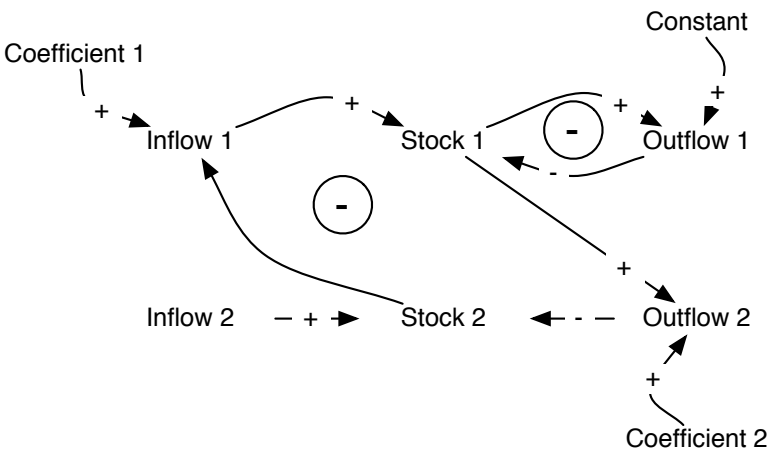 Constant
Coefficient 1
+
+
+
+
Inflow 1
Stock 1
-
Outflow 1
-
-
+
Inflow 2
+
Stock 2
-
Outflow 2
+
Coefficient 2